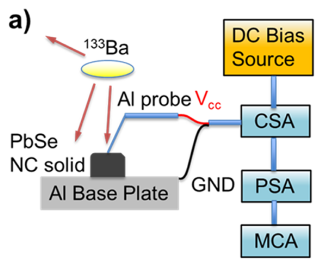 a)
¹³³Ba
DC Bias
Source
Al probe
Vcc
CSA
PbSe
NC solid
GND
PSA
Al Base Plate
MCA